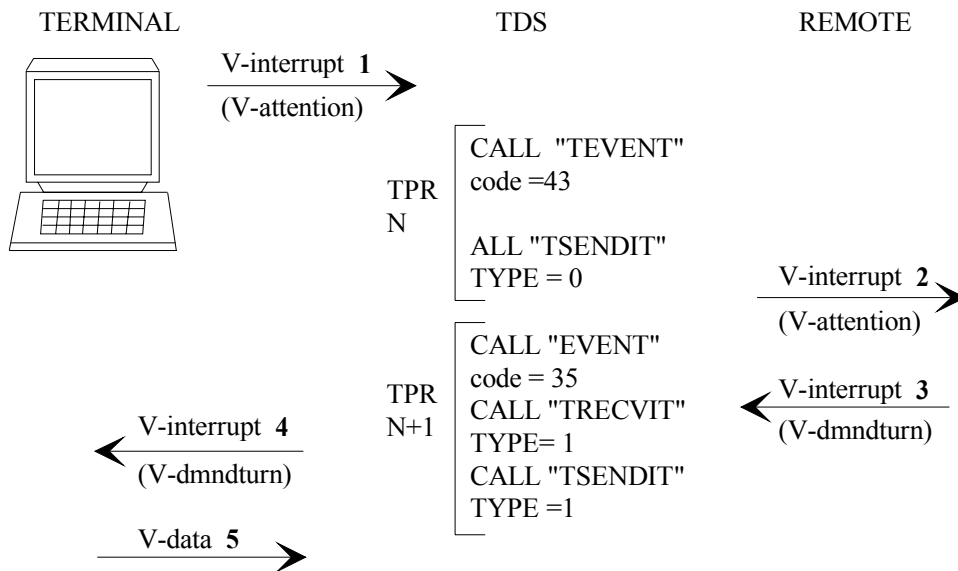 TERMINAL TDS REMOTE
V-interrupt 1
(V-attention)
TPR
N
CALL "TEVENT"
code =43
ALL "TSENDIT"
TYPE = 0
V-interrupt 2
(V-attention)
TPR
N+1
CALL "EVENT"
code = 35
CALL "TRECVIT"
TYPE= 1
CALL "TSENDIT"
TYPE =1
V-interrupt 3
(V-dmndturn)
V-interrupt 4
(V-dmndturn)
V-data 5